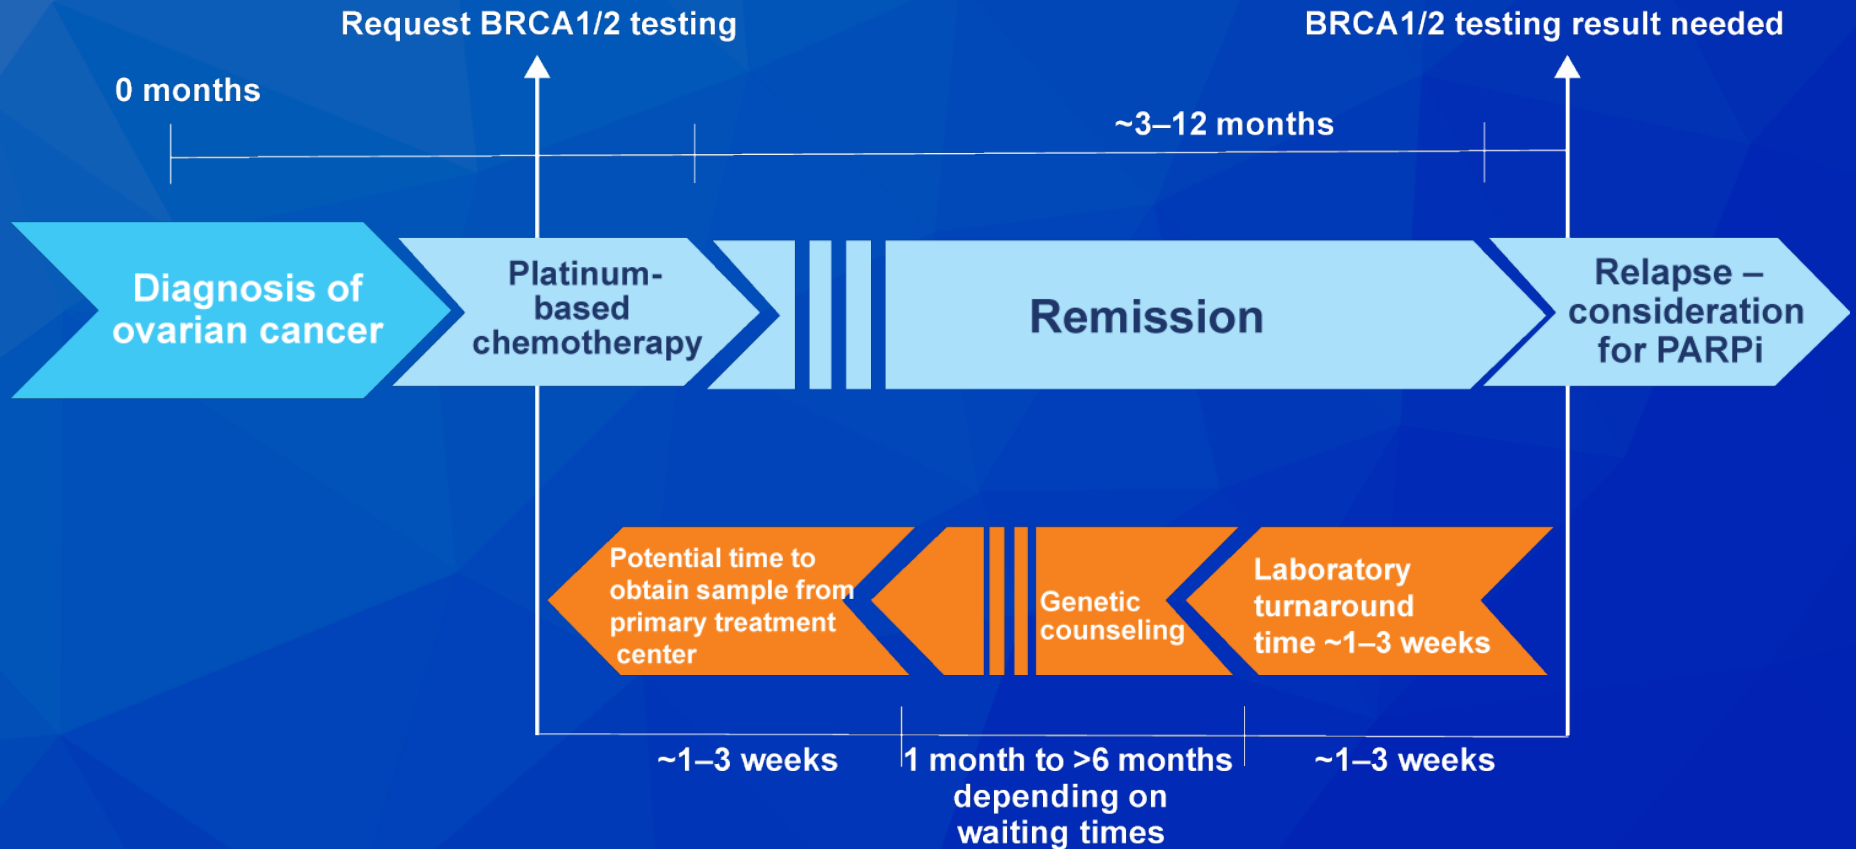 Request BRCA1/2 testing
BRCA1/2 testing result needed
0 months
~3–12 months
Diagnosis of
ovarian cancer
Platinum-
based
chemotherapy
Remission
Relapse –
consideration
for PARPi
Potential time to
obtain sample from
primary treatment
center
Genetic
counseling
Laboratory
turnaround
time ~1–3 weeks
~1–3 weeks
1 month to >6 months
depending on
waiting times
~1–3 weeks